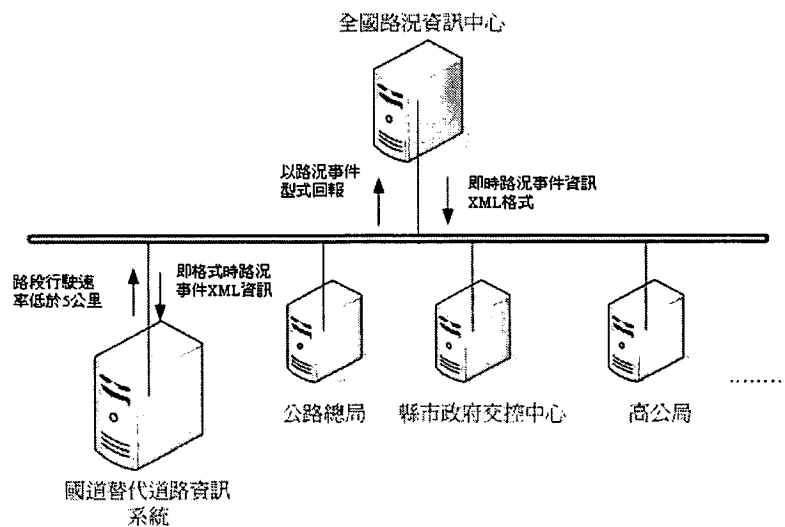 全國路況資訊中心
以路況事件
型式回報
即時路況事件資訊
XML格式
路段行駛速
率低於5公里
即格式時路況
事件XML資訊
公路總局
縣市政府交控中心
高公局
........
國道替代道路資訊
系統